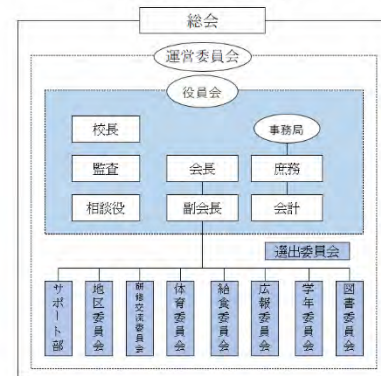 総会
運営委員会
役員会
校長
事務局
監査
会長
庶務
相談役
副会長
会計
選出委員会
サポート部
地区委員会
研修交流委員会
体育委員会
給食委員会
広報委員会
学年委員会
図書委員会